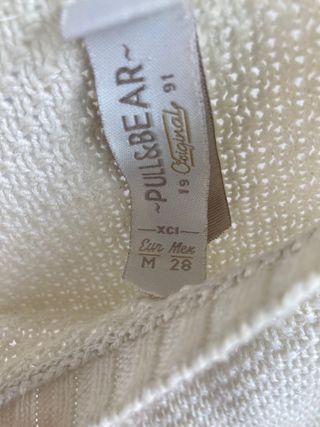 ~PULL&BEAR~
19 Original 91
XCI
Eur Mex
M 28